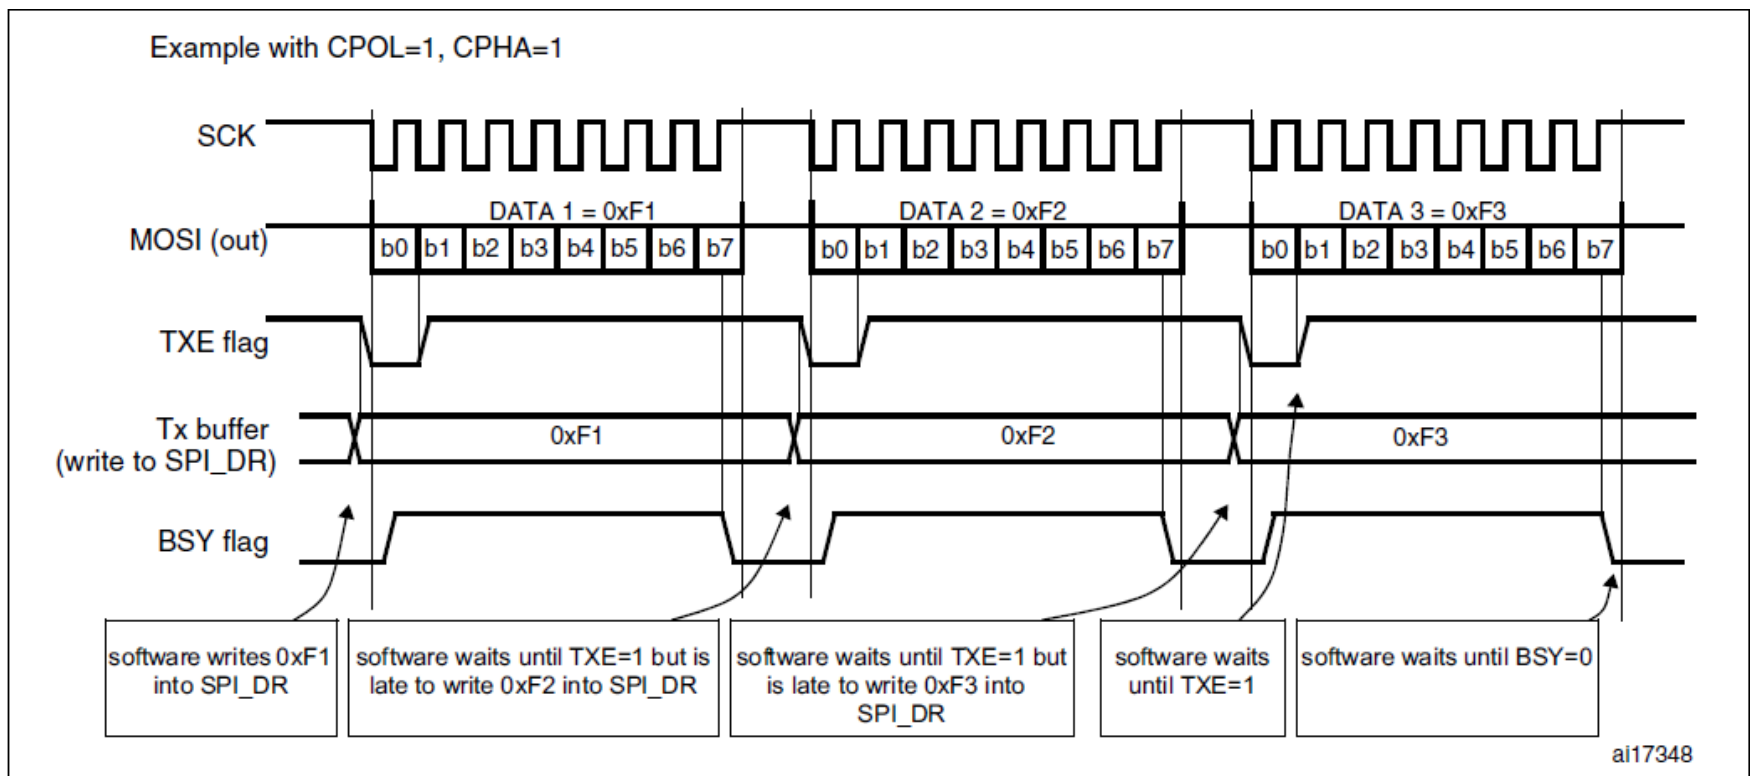 Example with CPOL=1, CPHA=1
SCK
DATA 1 = 0xF1
DATA 2 = 0xF2
DATA 3 = 0xF3
MOSI (out)
b0 b1 b2 b3 b4 b5 b6 b7
b0 b1 b2 b3 b4 b5 b6 b7
b0 b1 b2 b3 b4 b5 b6 b7
TXE flag
Tx buffer
(write to SPI_DR)
0xF1
0xF2
0xF3
BSY flag
software writes 0xF1
into SPI_DR
software waits until TXE=1 but is
late to write 0xF2 into SPI_DR
software waits until TXE=1 but
is late to write 0xF3 into
SPI_DR
software waits
until TXE=1
software waits until BSY=0
ai17348